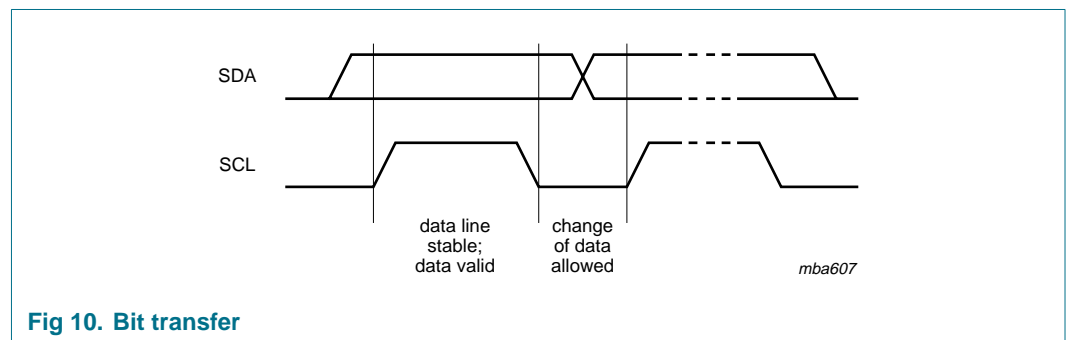 SDA
SCL
data line
stable;
data valid
change
of data
allowed
mba607
Fig 10. Bit transfer